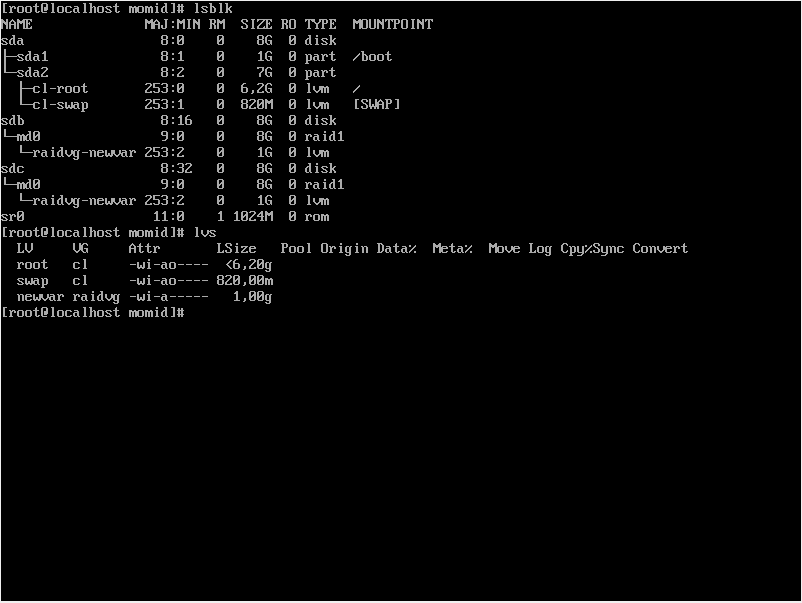 [root@localhost momid]# lsblk
NAME              MAJ:MIN RM  SIZE RO TYPE  MOUNTPOINT
sda                 8:0    0    8G  0 disk
├─sda1              8:1    0    1G  0 part  /boot
└─sda2              8:2    0    7G  0 part
  ├─cl-root       253:0    0  6,2G  0 lvm   /
  └─cl-swap       253:1    0  820M  0 lvm   [SWAP]
sdb                 8:16   0    8G  0 disk
└─md0               9:0    0    8G  0 raid1
  └─raidvg-newvar 253:2    0    1G  0 lvm
sdc                 8:32   0    8G  0 disk
└─md0               9:0    0    8G  0 raid1
  └─raidvg-newvar 253:2    0    1G  0 lvm
sr0                11:0    1 1024M  0 rom
[root@localhost momid]# lvs
  LV     VG     Attr       LSize   Pool Origin Data%  Meta%  Move Log Cpy%Sync Convert
  root   cl     -wi-ao----  <6,20g
  swap   cl     -wi-ao---- 820,00m
  newvar raidvg -wi-a-----   1,00g
[root@localhost momid]#